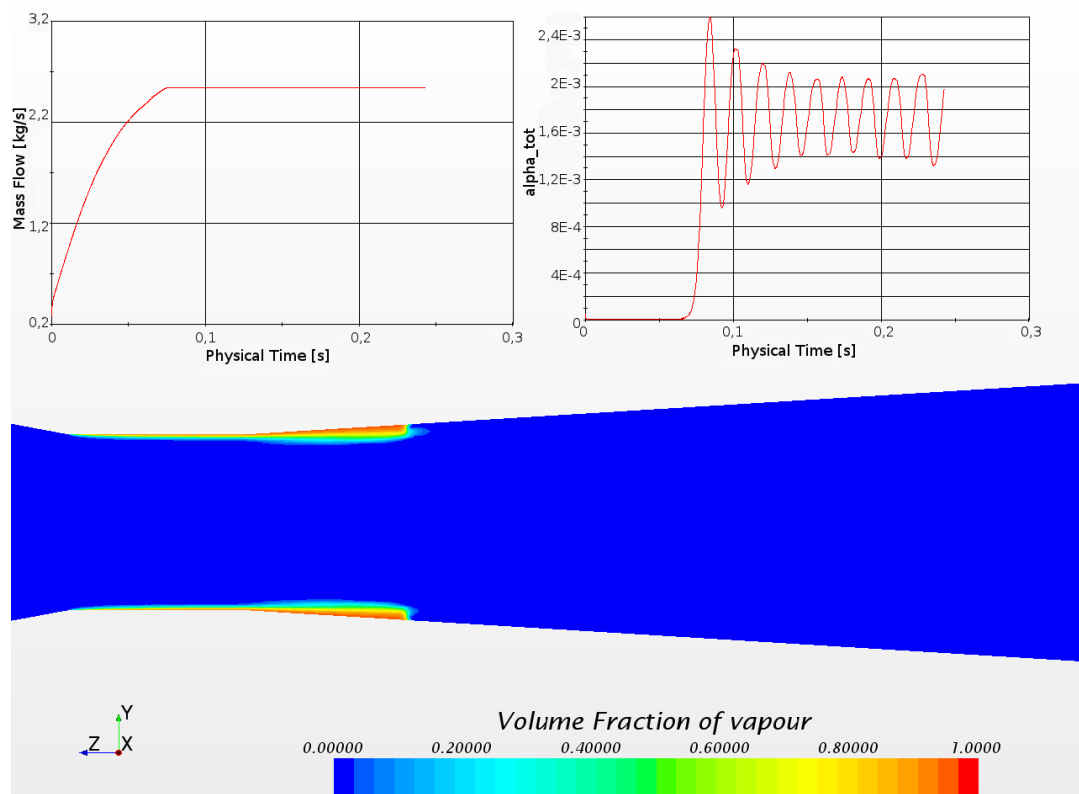 3,2
2,2
1,2
0,2
Mass Flow [kg/s]
0 0,1 0,2 0,3
Physical Time [s]
2,4E-3
2E-3
1,6E-3
1,2E-3
8E-4
4E-4
0
alpha_tot
0 0,1 0,2 0,3
Physical Time [s]
Y
Z X
Volume Fraction of vapour
0.00000 0.20000 0.40000 0.60000 0.80000 1.0000